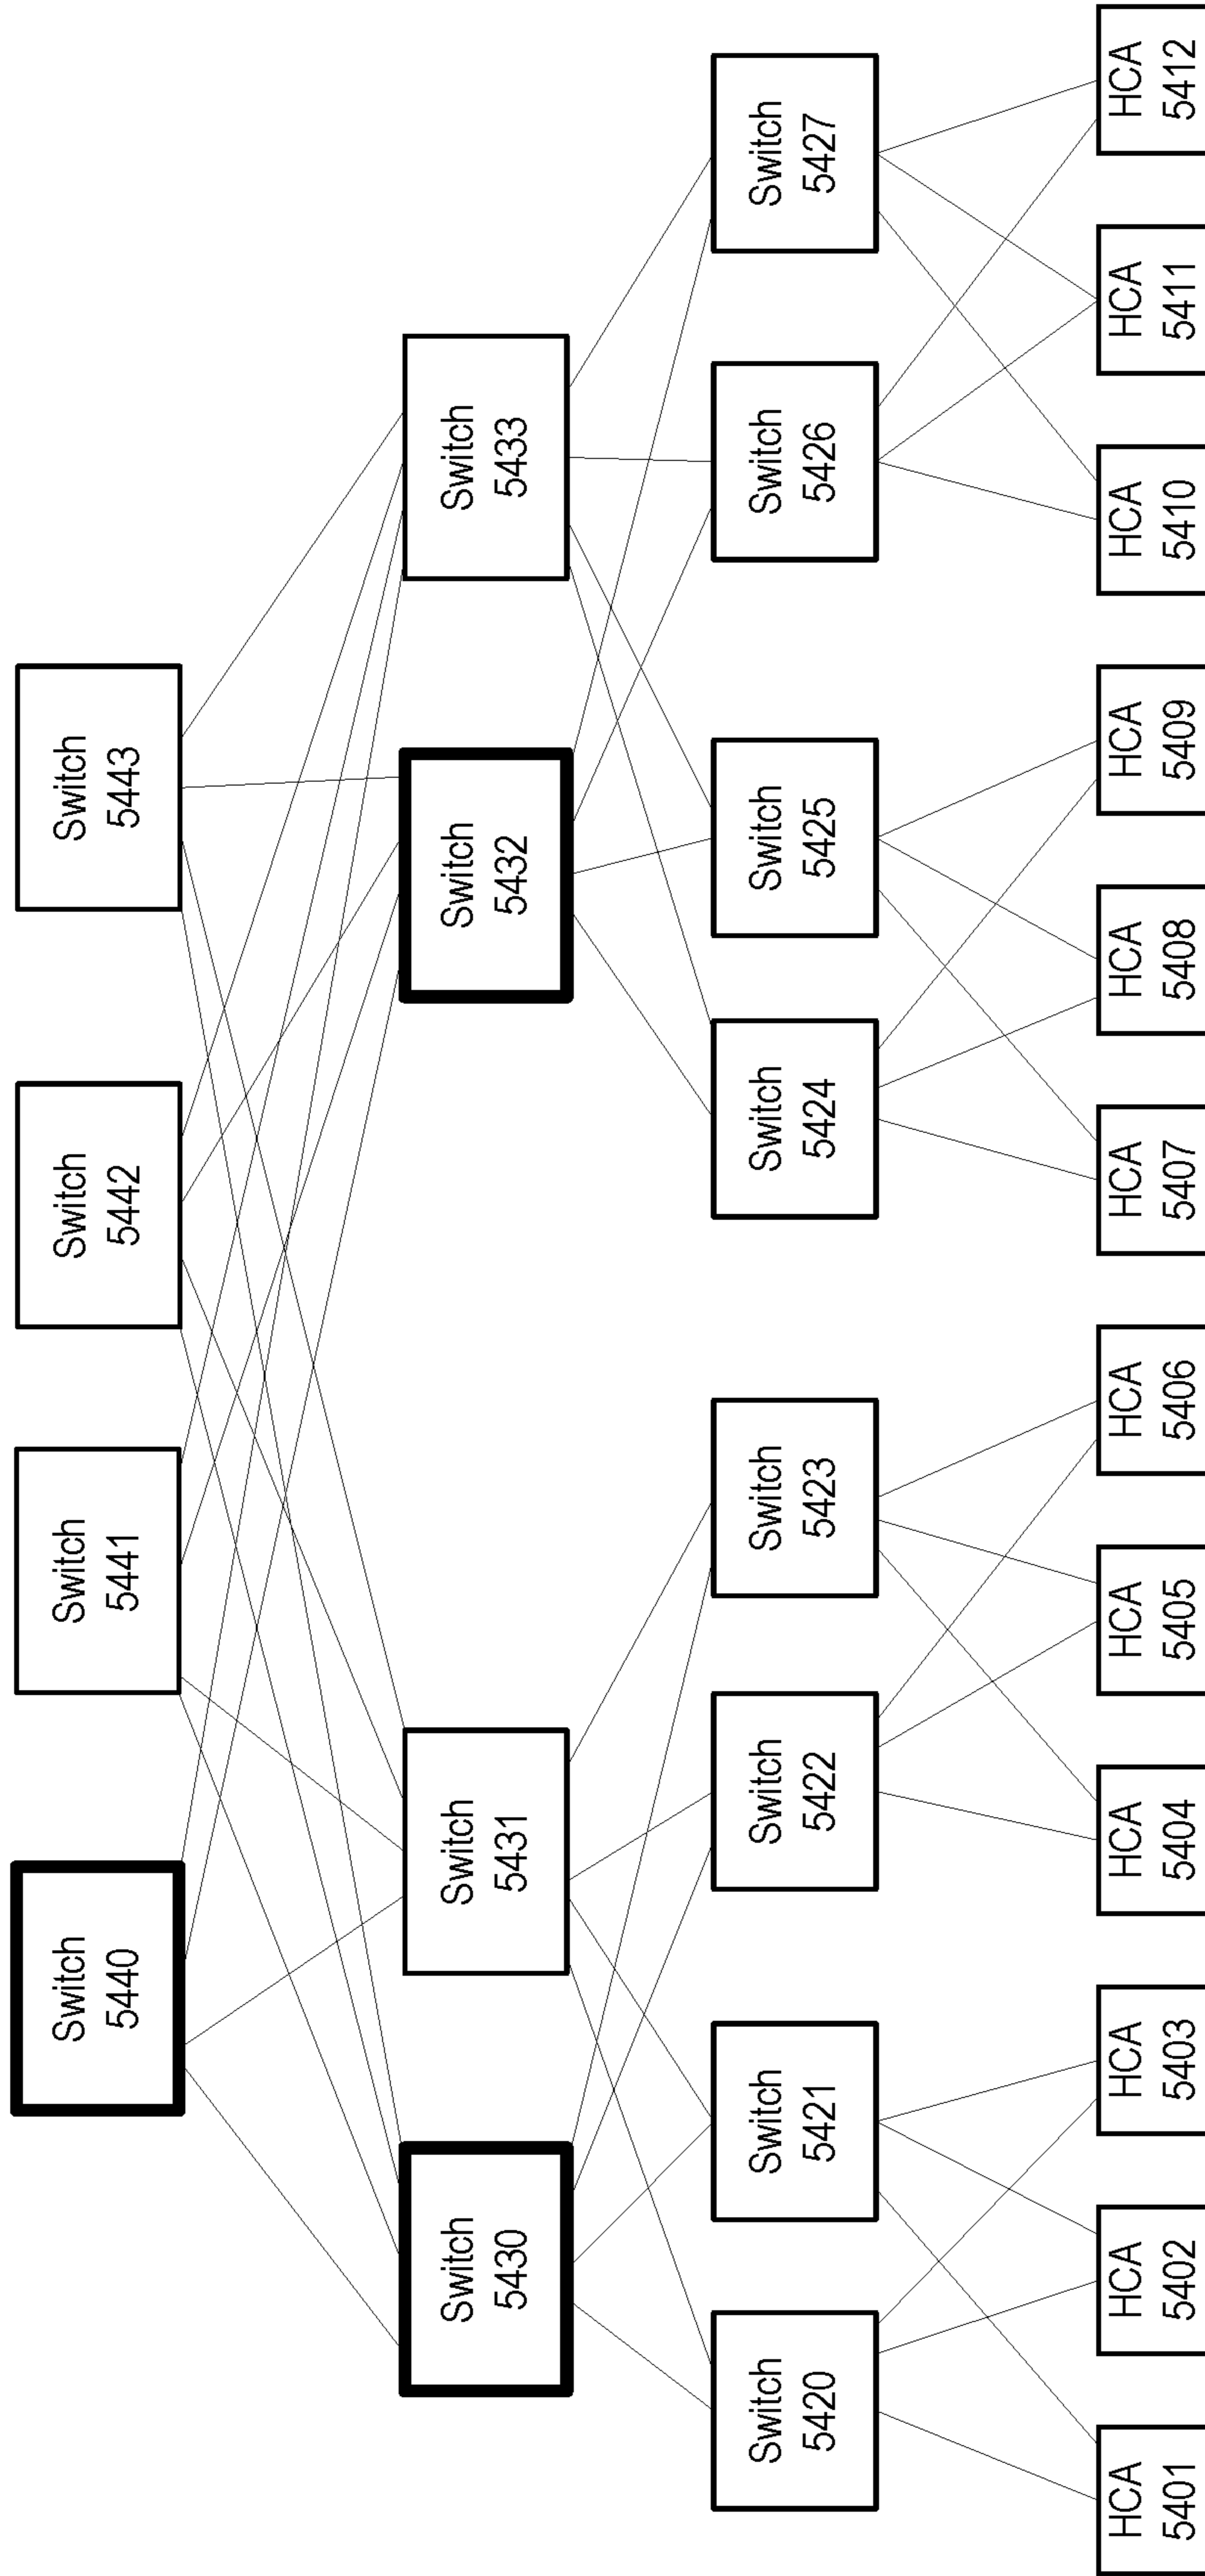 Switch
5440
Switch
5441
Switch
5442
Switch
5443
Switch
5430
Switch
5431
Switch
5432
Switch
5433
Switch
5420
Switch
5421
Switch
5422
Switch
5423
Switch
5424
Switch
5425
Switch
5426
Switch
5427
HCA
5401
HCA
5402
HCA
5403
HCA
5404
HCA
5405
HCA
5406
HCA
5407
HCA
5408
HCA
5409
HCA
5410
HCA
5411
HCA
5412